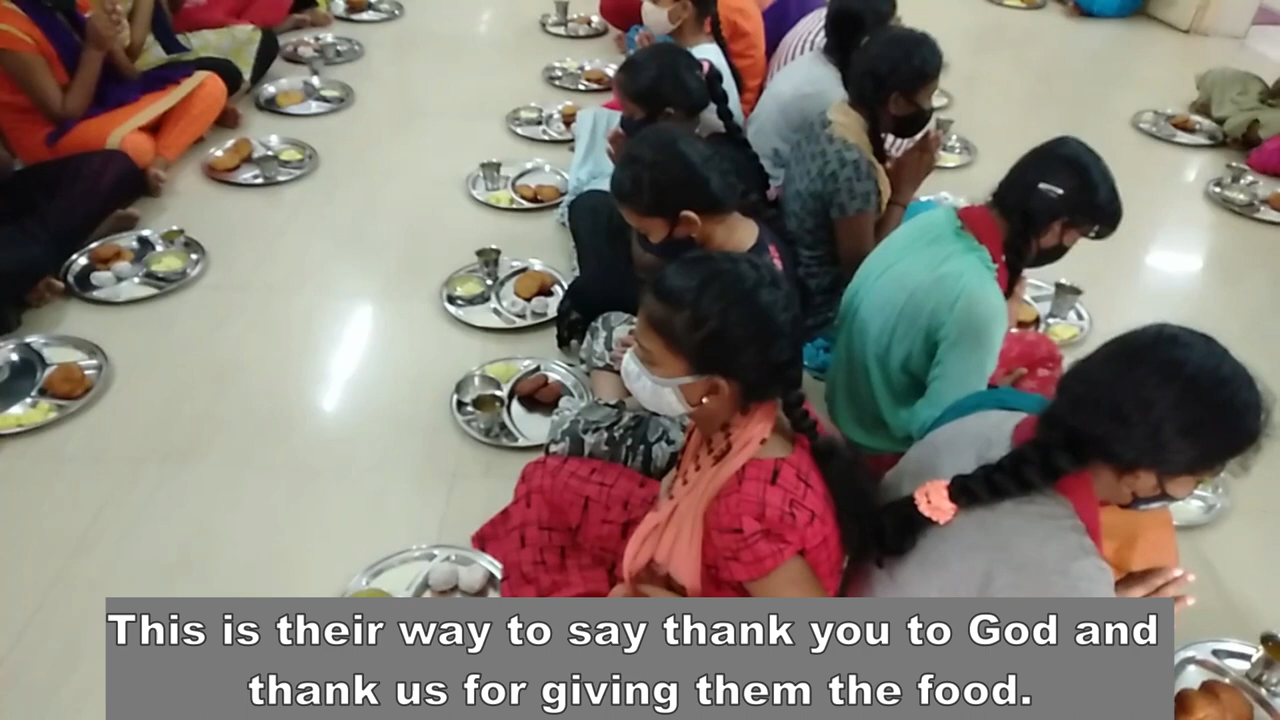 This is their way to say thank you to God and
thank us for giving them the food.